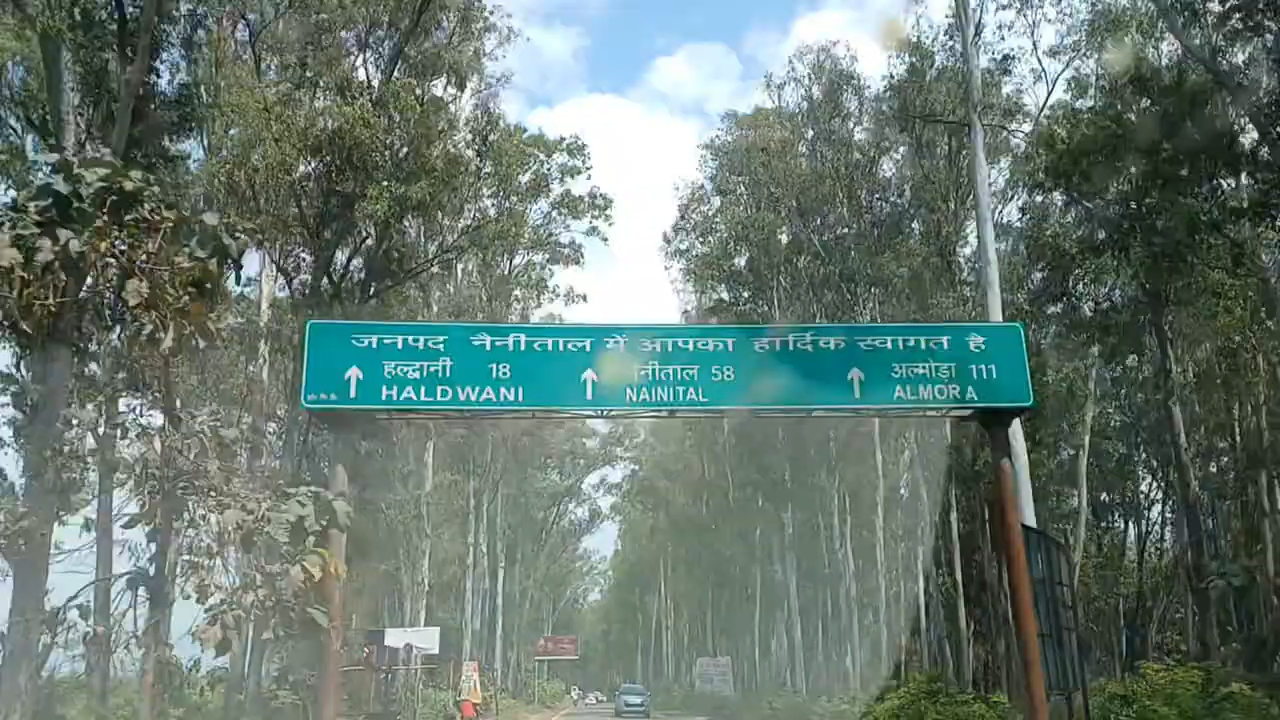 जनपद नैनीताल में आपका हार्दिक स्वागत है
हल्द्वानी 18
HALDWANI
नीताल 58
NAINITAL
अल्मोड़ा 111
ALMORA